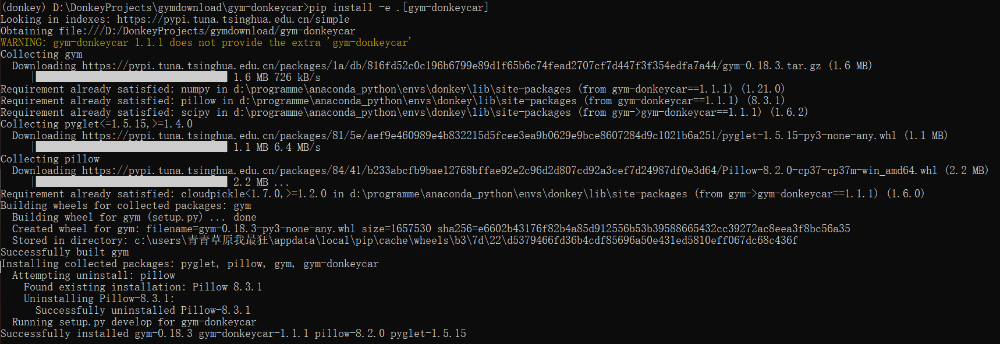 (donkey) D:\DonkeyProjects\gymdownload\gym-donkeycar>pip install -e .[gym-donkeycar]
Looking in indexes: https://pypi.tuna.tsinghua.edu.cn/simple
Obtaining file:///D:/DonkeyProjects/gymdownload/gym-donkeycar
WARNING: gym-donkeycar 1.1.1 does not provide the extra 'gym-donkeycar'
Collecting gym
  Downloading https://pypi.tuna.tsinghua.edu.cn/packages/1a/db/816fd52c0c196b6799e89d1f65b6c74fead2707cf7d447f3f354edfa7a44/gym-0.18.3.tar.gz (1.6 MB)
     |████████████████████████████████| 1.6 MB 726 kB/s
Requirement already satisfied: numpy in d:\programme\anaconda_python\envs\donkey\lib\site-packages (from gym-donkeycar==1.1.1) (1.21.0)
Requirement already satisfied: pillow in d:\programme\anaconda_python\envs\donkey\lib\site-packages (from gym-donkeycar==1.1.1) (8.3.1)
Requirement already satisfied: scipy in d:\programme\anaconda_python\envs\donkey\lib\site-packages (from gym->gym-donkeycar==1.1.1) (1.6.2)
Collecting pyglet<=1.5.15,>=1.4.0
  Downloading https://pypi.tuna.tsinghua.edu.cn/packages/81/5e/aef9e460989e4b832215d5fcee3ea9b0629e9bce8607284d9c1021b6a251/pyglet-1.5.15-py3-none-any.whl (1.1 MB)
     |████████████████████████████████| 1.1 MB 6.4 MB/s
Collecting pillow
  Downloading https://pypi.tuna.tsinghua.edu.cn/packages/84/41/b233abcfb9bae12768bffae92e2c96d2d807cd92a3cef7d24987df0e3d64/Pillow-8.2.0-cp37-cp37m-win_amd64.whl (2.2 MB)
     |████████████████████████████████| 2.2 MB ...
Requirement already satisfied: cloudpickle<1.7.0,>=1.2.0 in d:\programme\anaconda_python\envs\donkey\lib\site-packages (from gym->gym-donkeycar==1.1.1) (1.6.0)
Building wheels for collected packages: gym
  Building wheel for gym (setup.py) ... done
  Created wheel for gym: filename=gym-0.18.3-py3-none-any.whl size=1657530 sha256=e6602b43176f82b4a85d912556b53b39588665432cc39272ac8eea3f8bc56a35
  Stored in directory: c:\users\青青草原我最狂\appdata\local\pip\cache\wheels\b3\7d\22\d5379466fd36b4cdf85696a50e431ed5810eff067dc68c436f
Successfully built gym
Installing collected packages: pyglet, pillow, gym, gym-donkeycar
  Attempting uninstall: pillow
    Found existing installation: Pillow 8.3.1
    Uninstalling Pillow-8.3.1:
      Successfully uninstalled Pillow-8.3.1
  Running setup.py develop for gym-donkeycar
Successfully installed gym-0.18.3 gym-donkeycar-1.1.1 pillow-8.2.0 pyglet-1.5.15